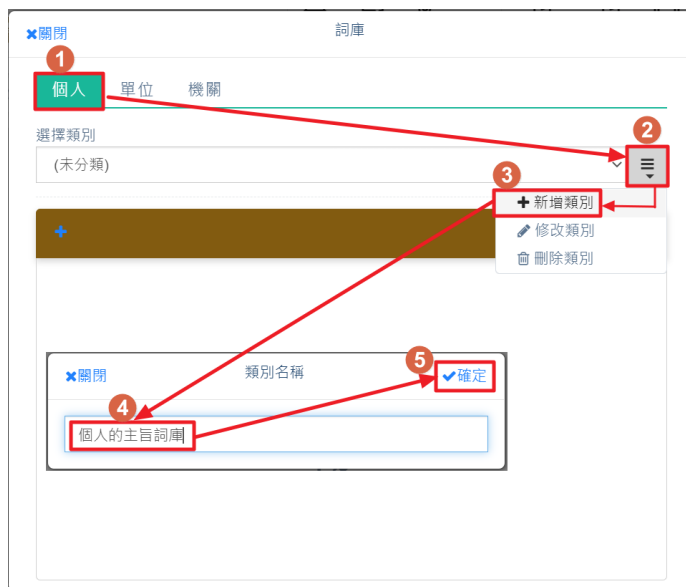 關閉
詞庫
1
個人
單位
機關
2
選擇類別
(未分類)
3
新增類別
修改類別
刪除類別
關閉
類別名稱
5
確定
4
個人的主旨詞庫